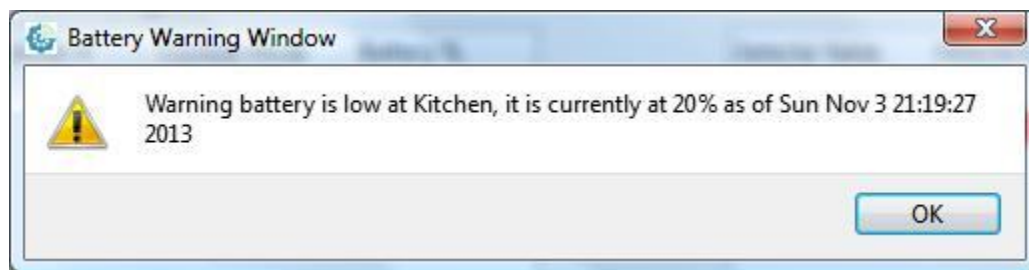 Battery Warning Window
Warning battery is low at Kitchen, it is currently at 20% as of Sun Nov 3 21:19:27
2013
OK